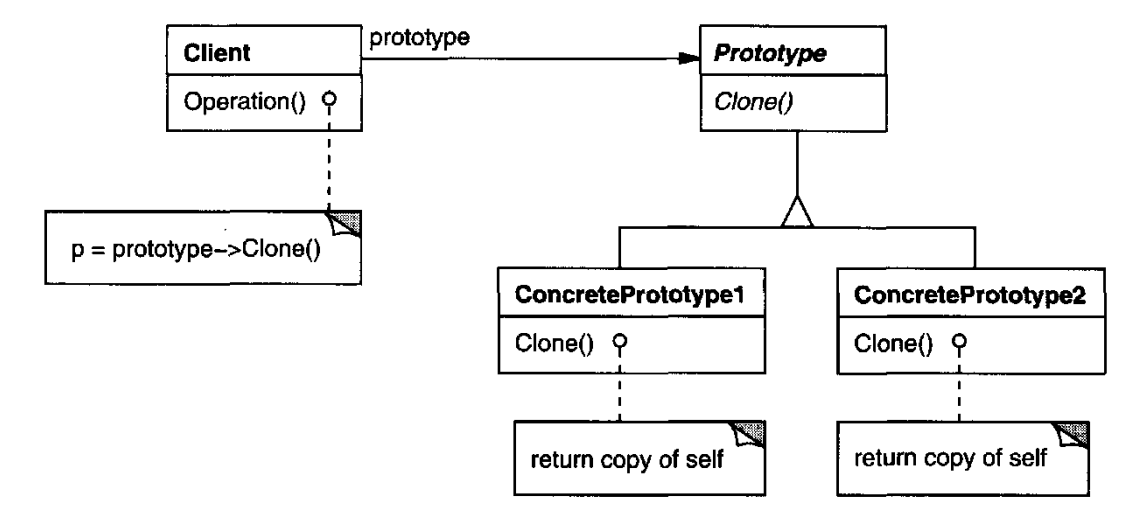 Client
prototype
Prototype
Operation()
Clone()
p = prototype–>Clone()
ConcretePrototype1
ConcretePrototype2
Clone()
Clone()
return copy of self
return copy of self